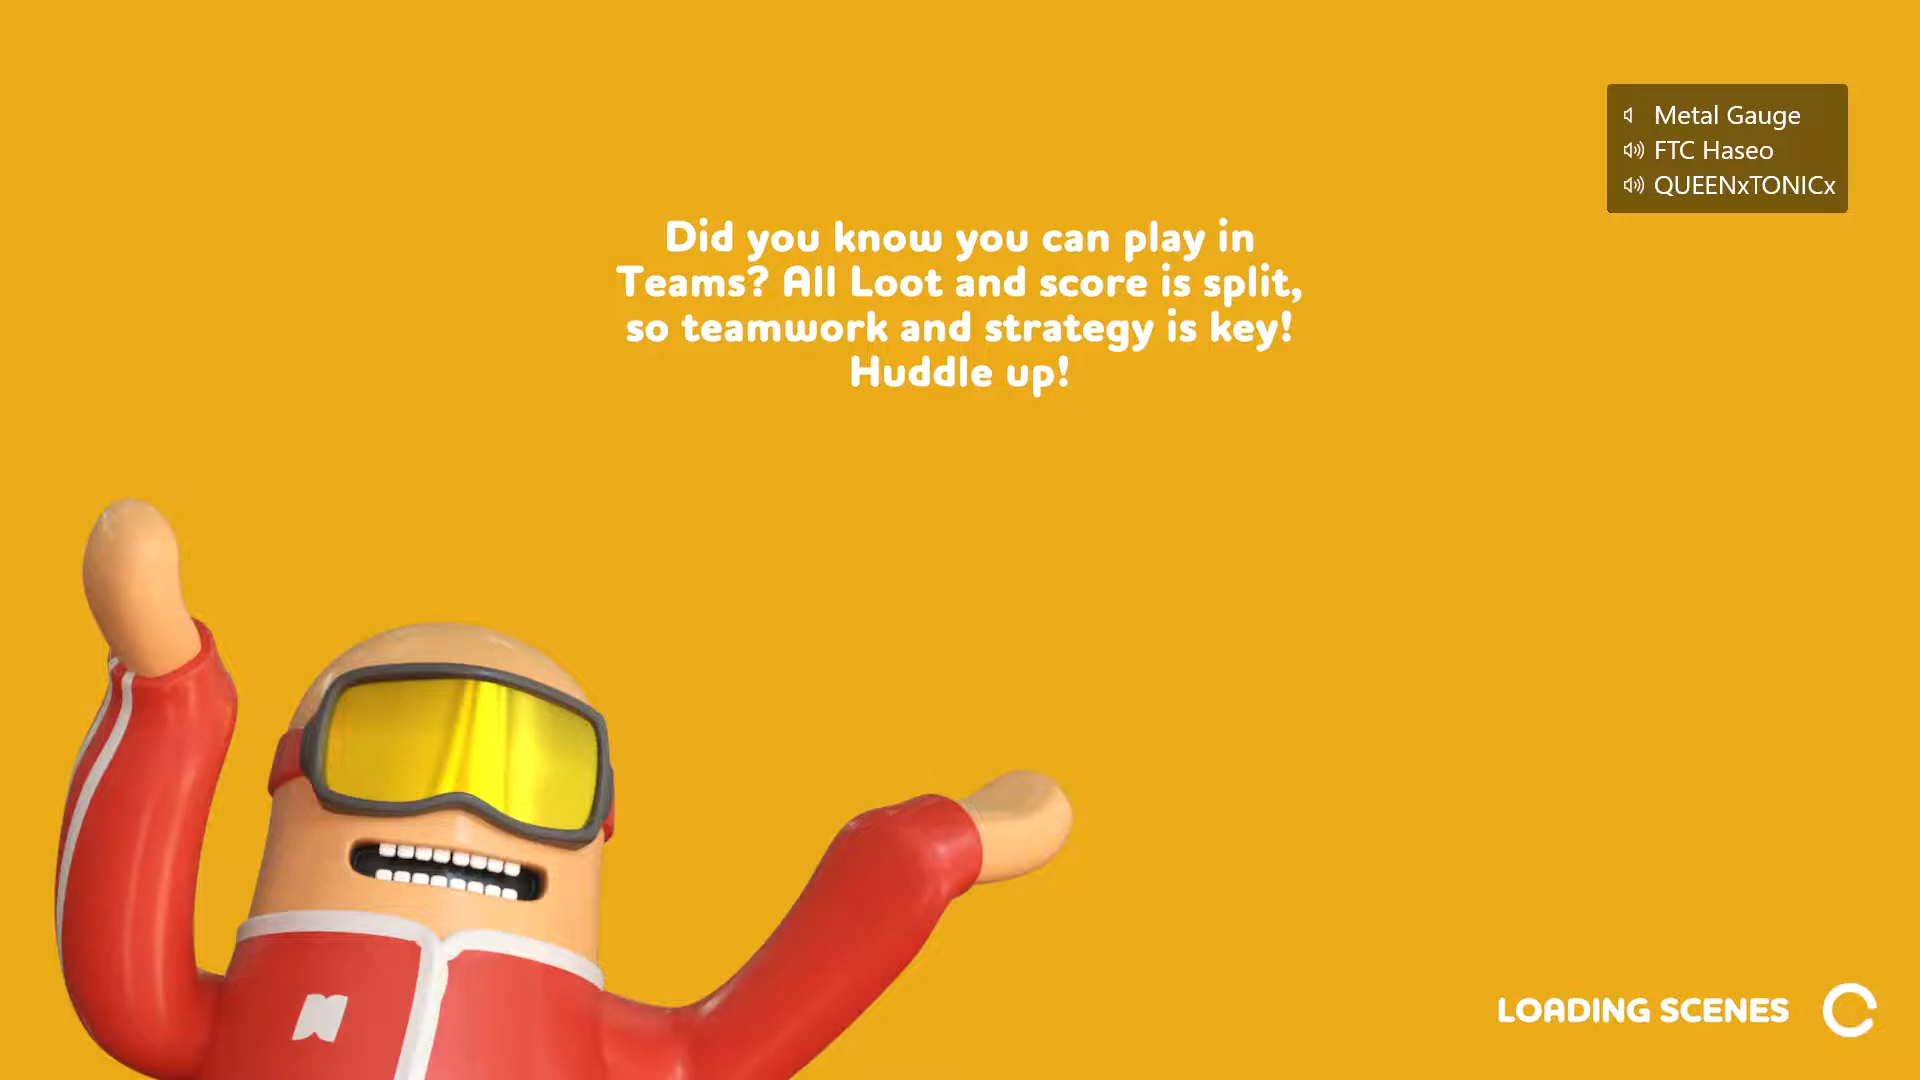 Metal Gauge
FTC Haseo
QUEENxTONICx
Did you know you can play in
Teams? All Loot and score is split,
so teamwork and strategy is key!
Huddle up!
LOADING SCENES